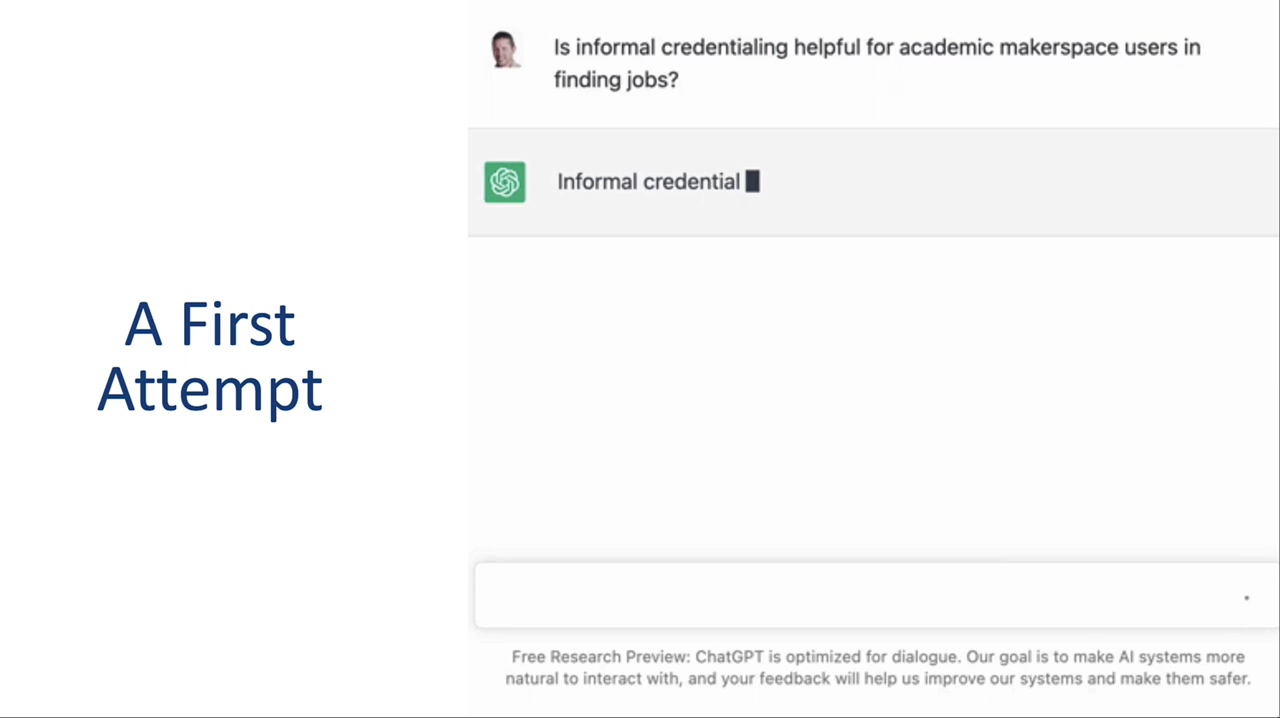 A First
Attempt
Is informal credentialing helpful for academic makerspace users in
finding jobs?
Informal credential
Free Research Preview: ChatGPT is optimized for dialogue. Our goal is to make AI systems more
natural to interact with, and your feedback will help us improve our systems and make them safer.